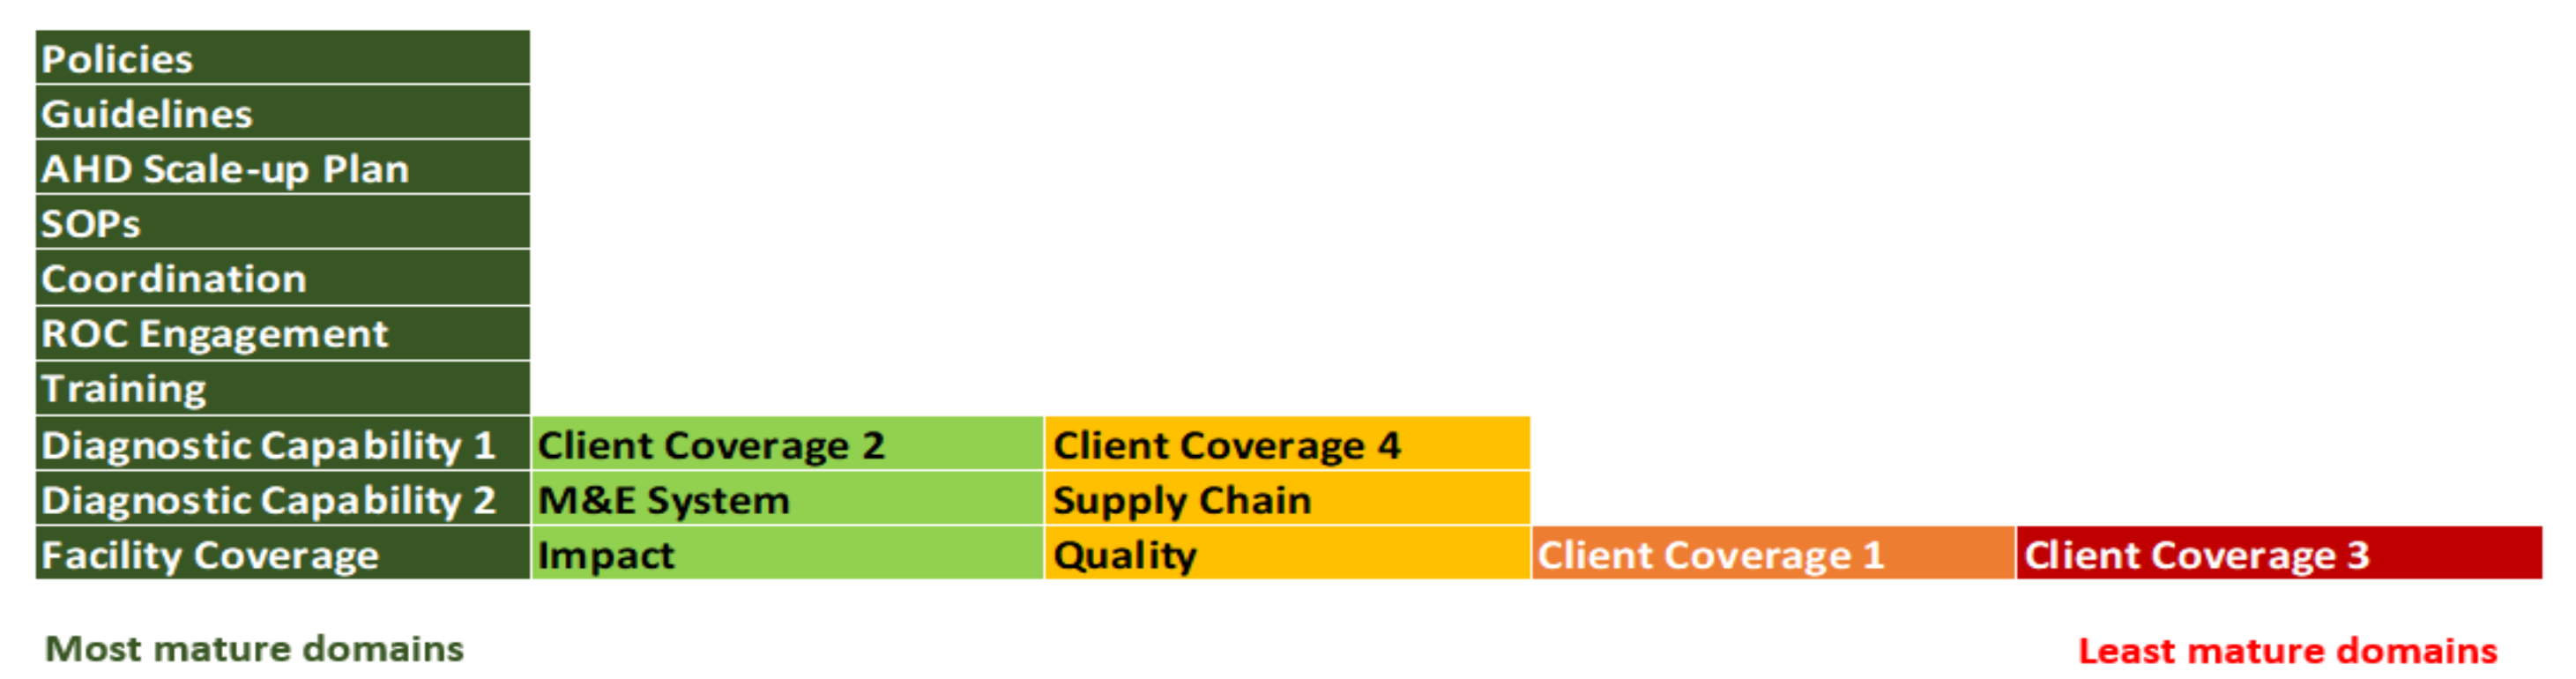 Policies
Guidelines
AHD Scale-up Plan
SOPs
Coordination
ROC Engagement
Training
Diagnostic Capability 1 Client Coverage 2 Client Coverage 4
Diagnostic Capability 2 M&E System Supply Chain
Facility Coverage Impact Quality Client Coverage 1 Client Coverage 3
Most mature domains Least mature domains